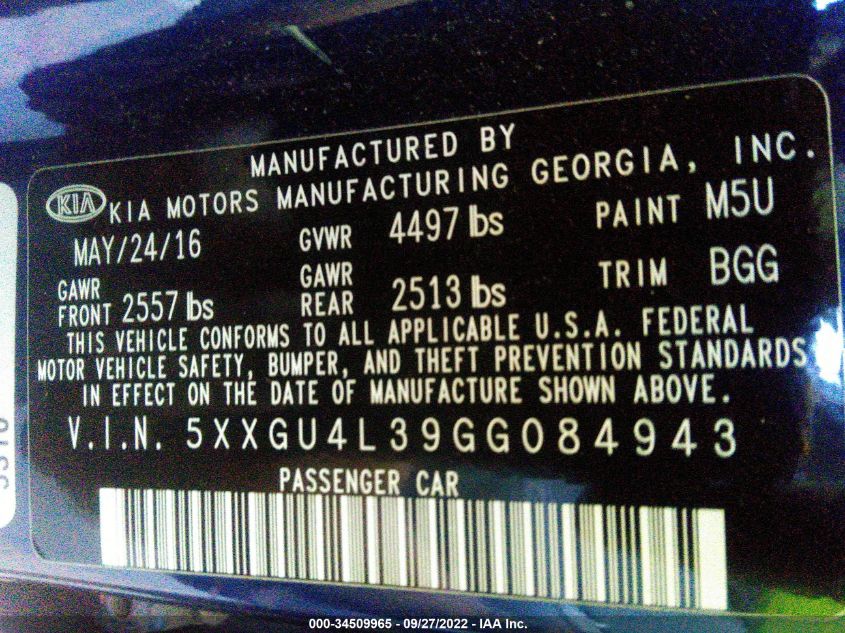 MANUFACTURED BY
KIA KIA MOTORS MANUFACTURING GEORGIA, INC.
MAY/24/16 GVWR 4497 lbs PAINT M5U
GAWR FRONT 2557 lbs GAWR REAR 2513 lbs TRIM BGG
THIS VEHICLE CONFORMS TO ALL APPLICABLE U.S.A. FEDERAL
MOTOR VEHICLE SAFETY, BUMPER, AND THEFT PREVENTION STANDARDS
IN EFFECT ON THE DATE OF MANUFACTURE SHOWN ABOVE.
V.I.N. 5XXGU4L39GG084943
PASSENGER CAR
000-34509965 - 09/27/2022 - IAA Inc.